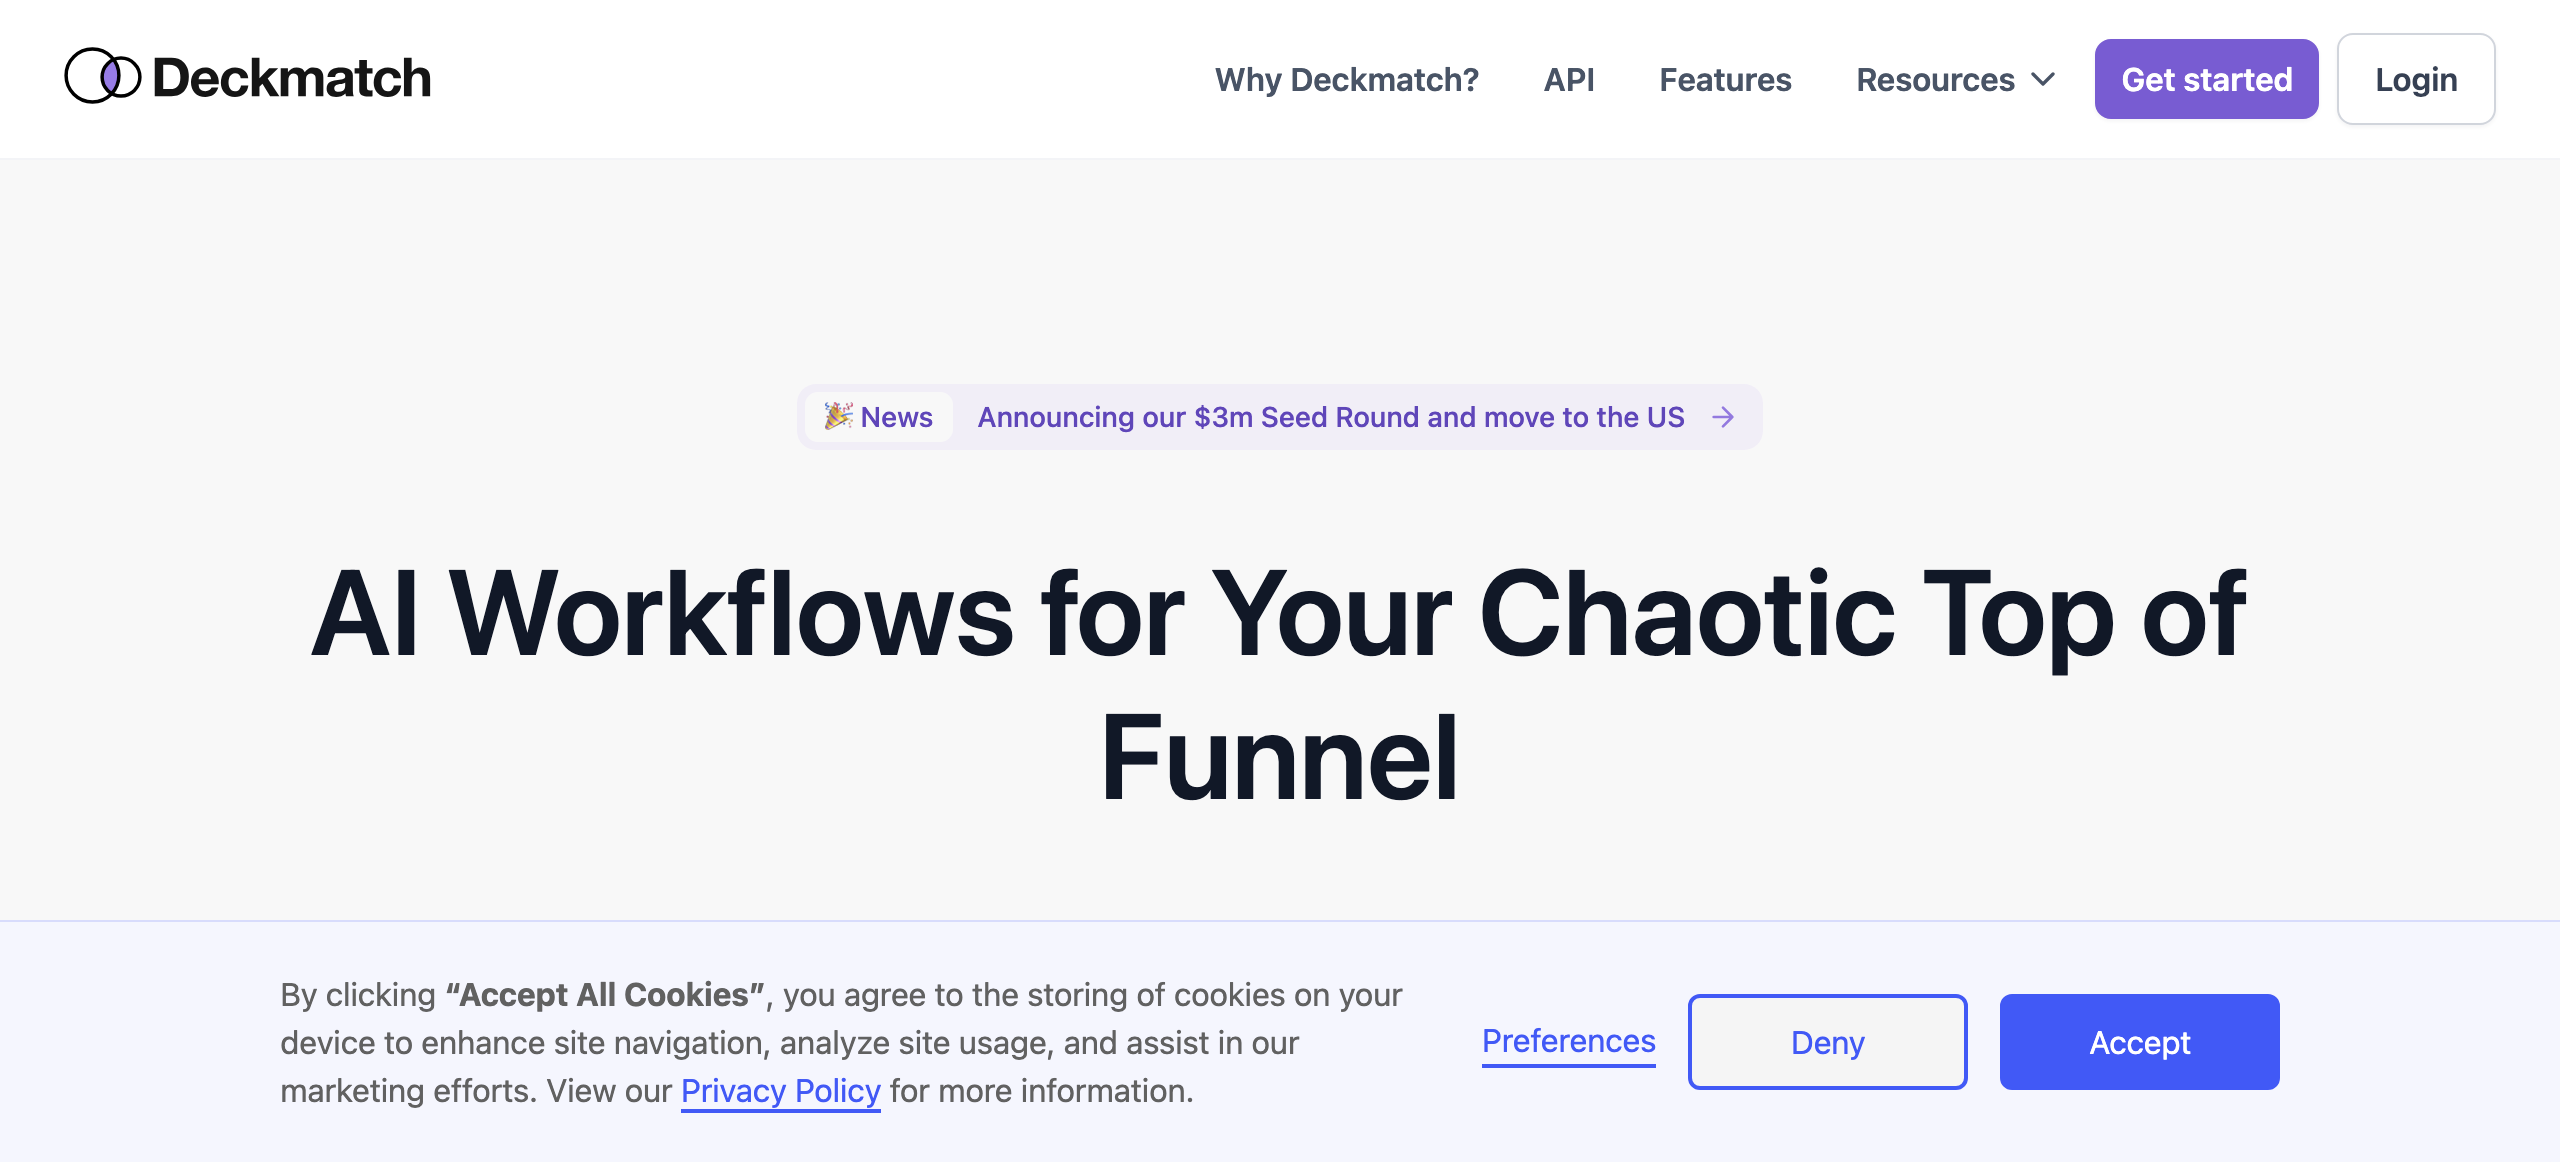 Deckmatch
Why Deckmatch? API Features Resources Get started Login
🎉 News Announcing our $3m Seed Round and move to the US →
AI Workflows for Your Chaotic Top of
Funnel
By clicking “Accept All Cookies”, you agree to the storing of cookies on your
device to enhance site navigation, analyze site usage, and assist in our
marketing efforts. View our Privacy Policy for more information.
Preferences Deny Accept